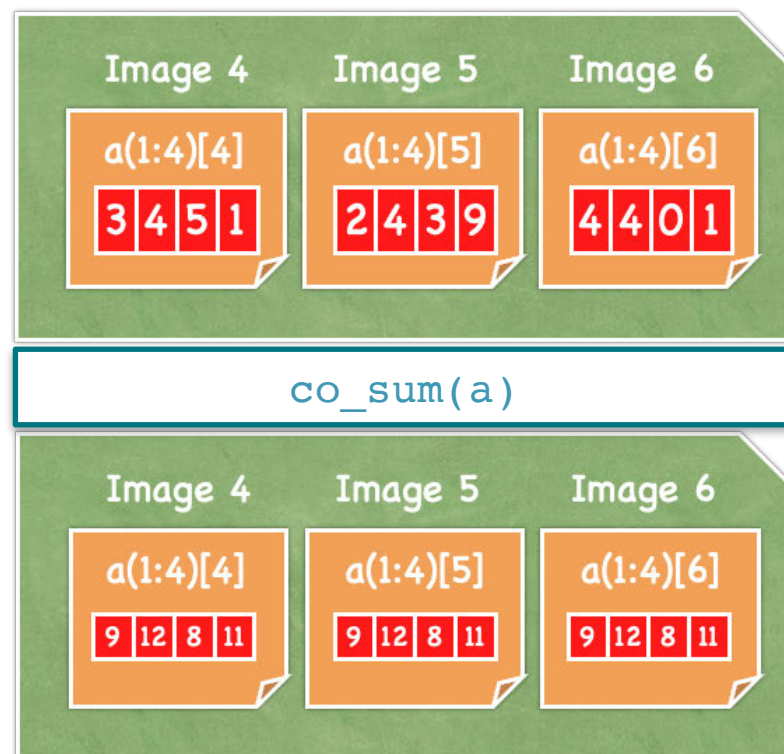 Image 4 Image 5 Image 6
a(1:4)[4] a(1:4)[5] a(1:4)[6]
3 4 5 1 2 4 3 9 4 4 0 1
co_sum(a)
Image 4 Image 5 Image 6
a(1:4)[4] a(1:4)[5] a(1:4)[6]
9 12 8 11 9 12 8 11 9 12 8 11